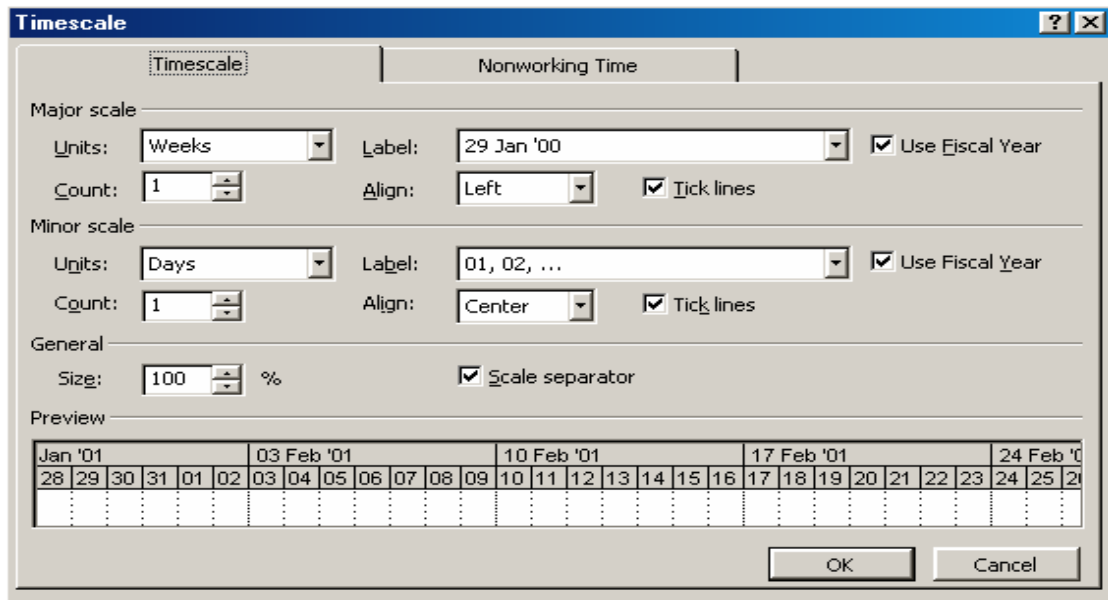 Timescale
Timescale Nonworking Time
Major scale
Units: Weeks Label: 29 Jan '00 Use Fiscal Year
Count: 1 Align: Left Tick lines
Minor scale
Units: Days Label: 01, 02, ... Use Fiscal Year
Count: 1 Align: Center Tick lines
General
Size: 100 % Scale separator
Preview
Jan '01 03 Feb '01 10 Feb '01 17 Feb '01 24 Feb '0
28 29 30 31 01 02 03 04 05 06 07 08 09 10 11 12 13 14 15 16 17 18 19 20 21 22 23 24 25
OK Cancel